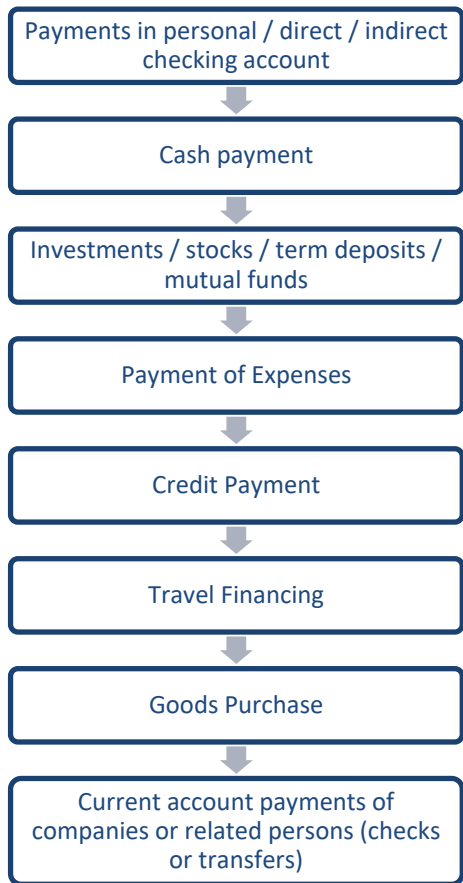 Payments in personal / direct / indirect
checking account
Cash payment
Investments / stocks / term deposits /
mutual funds
Payment of Expenses
Credit Payment
Travel Financing
Goods Purchase
Current account payments of
companies or related persons (checks
or transfers)